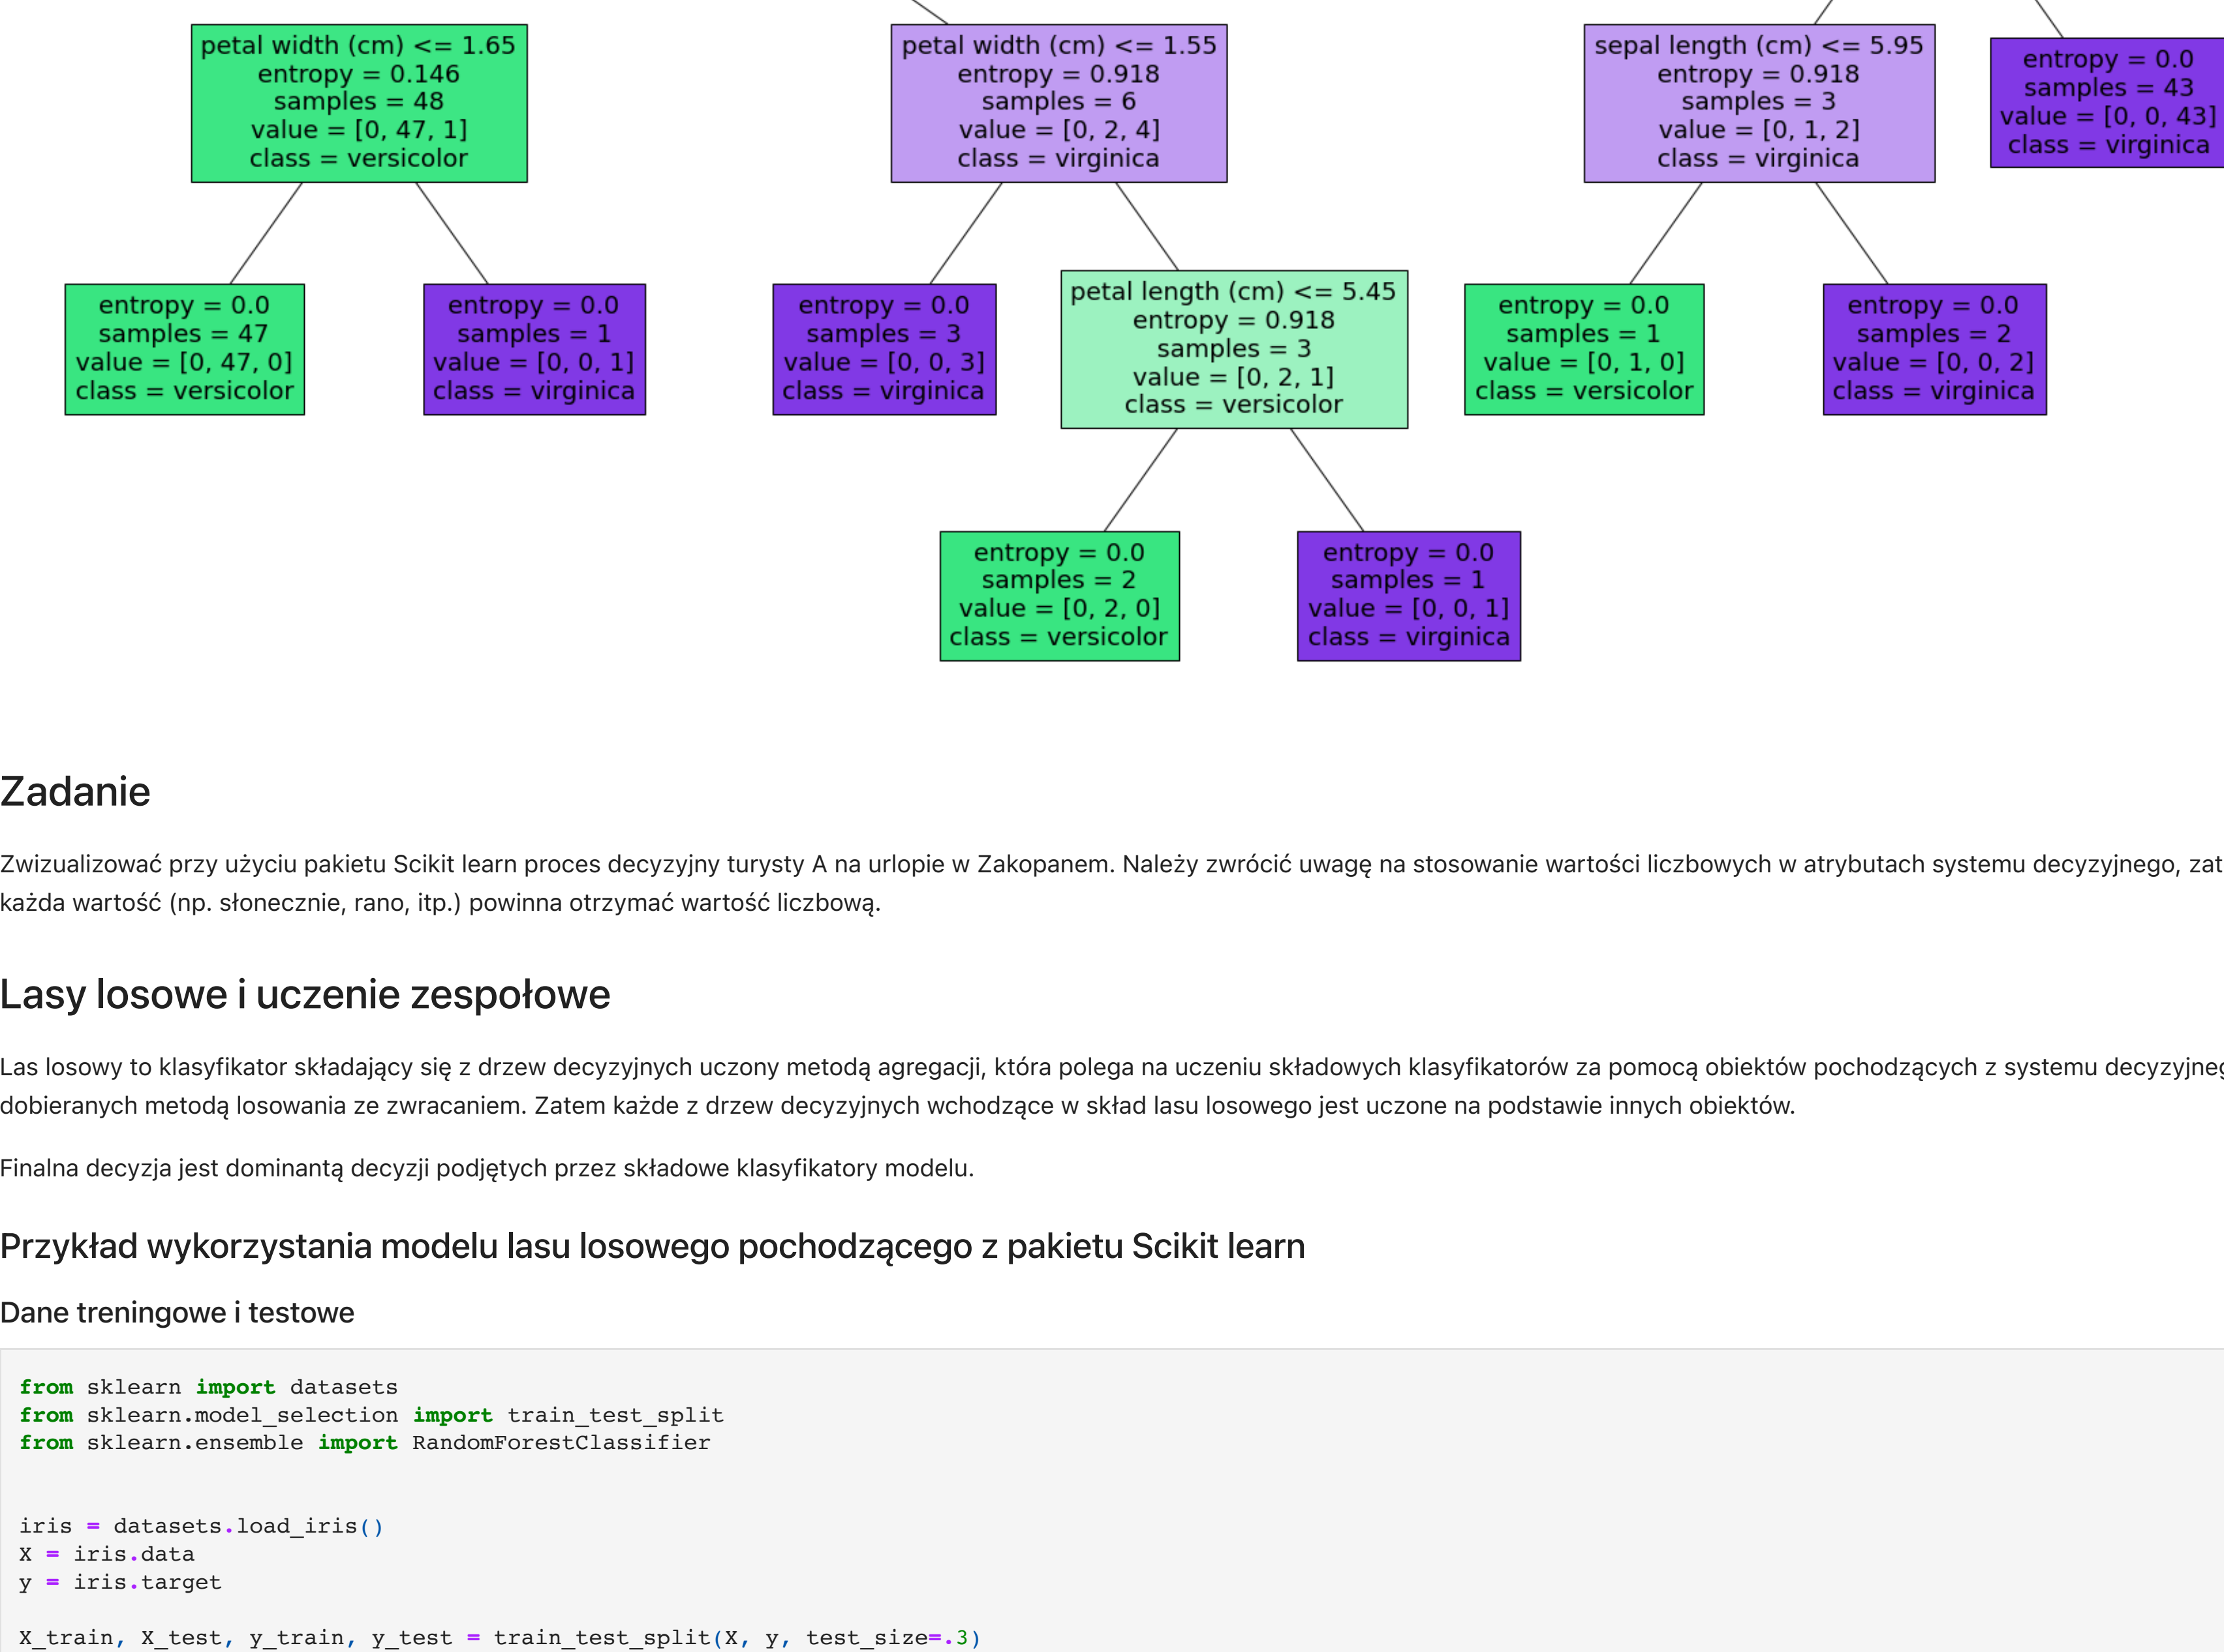 petal width (cm) <= 1.65
entropy = 0.146
samples = 48
value = [0, 47, 1]
class = versicolor
petal width (cm) <= 1.55
entropy = 0.918
samples = 6
value = [0, 2, 4]
class = virginica
sepal length (cm) <= 5.95
entropy = 0.918
samples = 3
value = [0, 1, 2]
class = virginica
entropy = 0.0
samples = 43
value = [0, 0, 43]
class = virginica
entropy = 0.0
samples = 47
value = [0, 47, 0]
class = versicolor
entropy = 0.0
samples = 1
value = [0, 0, 1]
class = virginica
entropy = 0.0
samples = 3
value = [0, 0, 3]
class = virginica
petal length (cm) <= 5.45
entropy = 0.918
samples = 3
value = [0, 2, 1]
class = versicolor
entropy = 0.0
samples = 1
value = [0, 1, 0]
class = versicolor
entropy = 0.0
samples = 2
value = [0, 0, 2]
class = virginica
entropy = 0.0
samples = 2
value = [0, 2, 0]
class = versicolor
entropy = 0.0
samples = 1
value = [0, 0, 1]
class = virginica
Zadanie
Zwizualizować przy użyciu pakietu Scikit learn proces decyzyjny turysty A na urlopie w Zakopanem. Należy zwrócić uwagę na stosowanie wartości liczbowych w atrybutach systemu decyzyjnego,
każda wartość (np. słonecznie, rano, itp.) powinna otrzymać wartość liczbową.
Lasy losowe i uczenie zespołowe
Las losowy to klasyfikator składający się z drzew decyzyjnych uczony metodą agregacji, która polega na uczeniu składowych klasyfikatorów za pomocą obiektów pochodzących z systemu
dobieranych metodą losowania ze zwracaniem. Zatem każde z drzew decyzyjnych wchodzące w skład lasu losowego jest uczone na podstawie innych obiektów.
Finalna decyzja jest dominantą decyzji podjętych przez składowe klasyfikatory modelu.
Przykład wykorzystania modelu lasu losowego pochodzącego z pakietu Scikit learn
Dane treningowe i testowe
from sklearn import datasets
from sklearn.model_selection import train_test_split
from sklearn.ensemble import RandomForestClassifier
iris = datasets.load_iris()
X = iris.data
y = iris.target
X_train, X_test, y_train, y_test = train_test_split(X, y, test_size=.3)